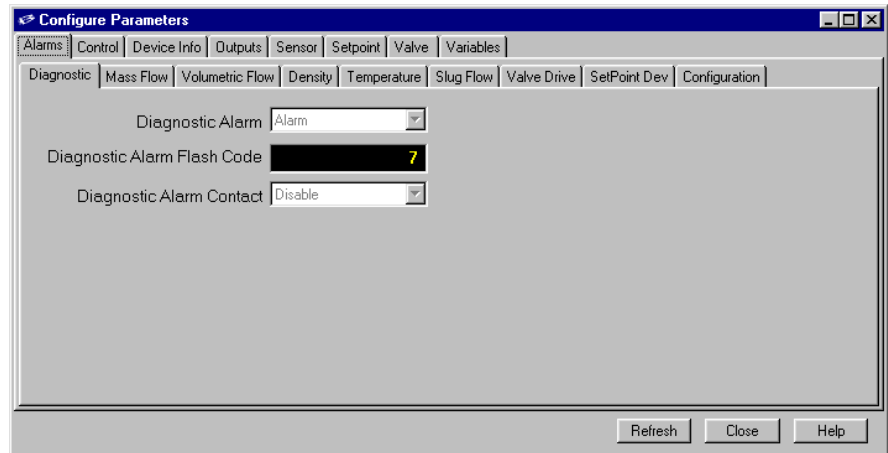 Configure Parameters
Alarms Control Device Info Outputs Sensor Setpoint Valve Variables
Diagnostic Mass Flow Volumetric Flow Density Temperature Slug Flow Valve Drive SetPoint Dev Configuration
Diagnostic Alarm Alarm
Diagnostic Alarm Flash Code 7
Diagnostic Alarm Contact Disable
Refresh Close Help